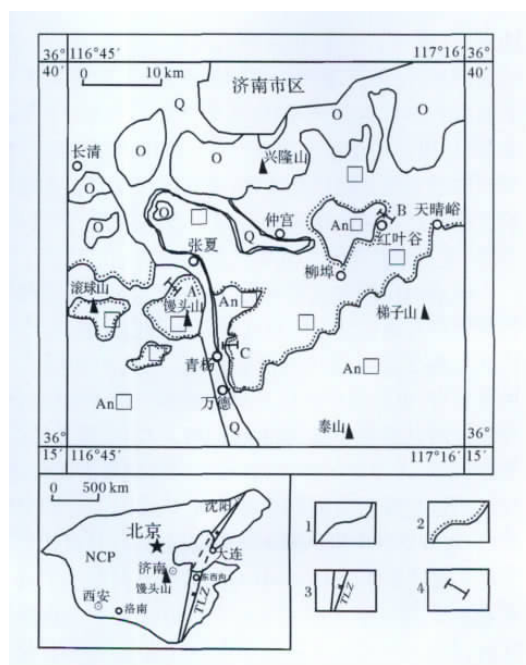 36° 116°45′ 117°16′ 36°
40′ 40′
0 10 km
济南市区
Q
O
O
O
O
兴隆山
长清
O
O
O
Q
仲宫
An
B
红叶谷
天晴峪
张夏
柳埠
滚球山
A
馒头山
An
梯子山
C
青杨
An
An
万德
Q
泰山
36° 36°
15′ 116°45′ 117°16′ 15′
0 500 km
沈阳
北京
大连
NCP
济南
馒头山
西安
洛南
TLZ
1
2
3
TLZ
4